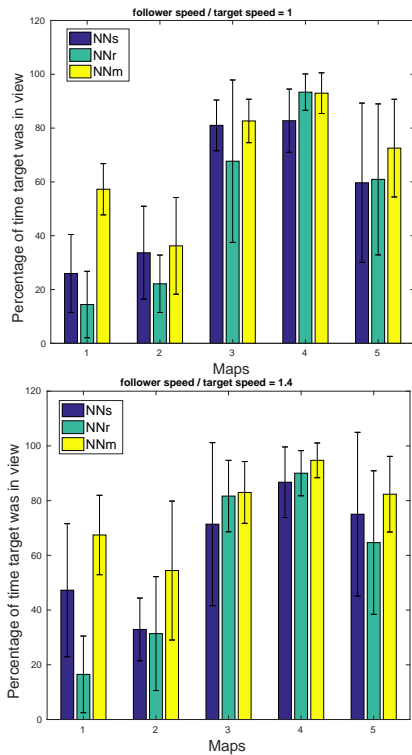 follower speed / target speed = 1
120
100
80
60
40
20
0
Percentage of time target was in view
NNs
NNr
NNm
1 2 3 4 5
Maps
follower speed / target speed = 1.4
120
100
80
60
40
20
0
Percentage of time target was in view
NNs
NNr
NNm
1 2 3 4 5
Maps